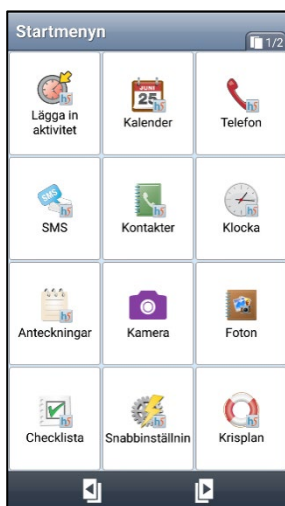 Startmenyn
1/2
Lägga in
aktivitet
Kalender
Telefon
SMS
Kontakter
Klocka
Anteckningar
Kamera
Foton
Checklista
Snabbinställnin
Krisplan
JUNI
25
SMS